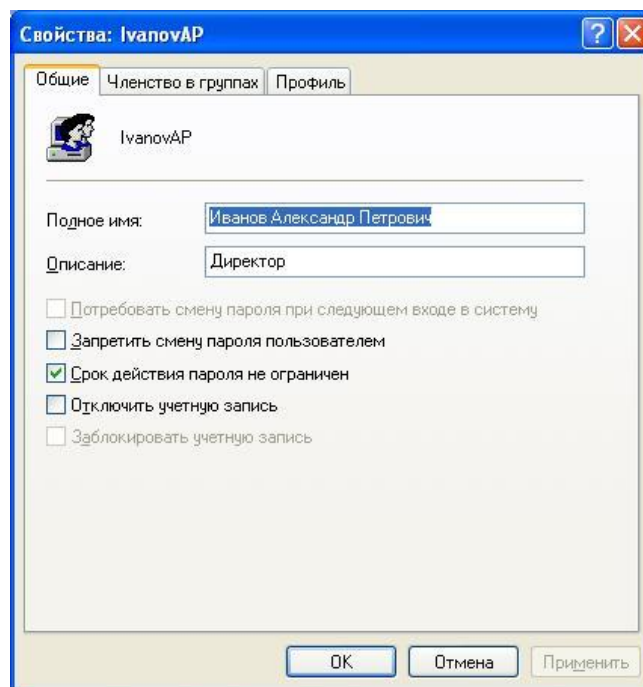 Свойства: IvanovAP
Общие Членство в группах Профиль
IvanovAP
Полное имя: Иванов Александр Петрович
Описание: Директор
Потребовать смену пароля при следующем входе в систему
Запретить смену пароля пользователем
Срок действия пароля не ограничен
Отключить учетную запись
Заблокировать учетную запись
OK Отмена Применить